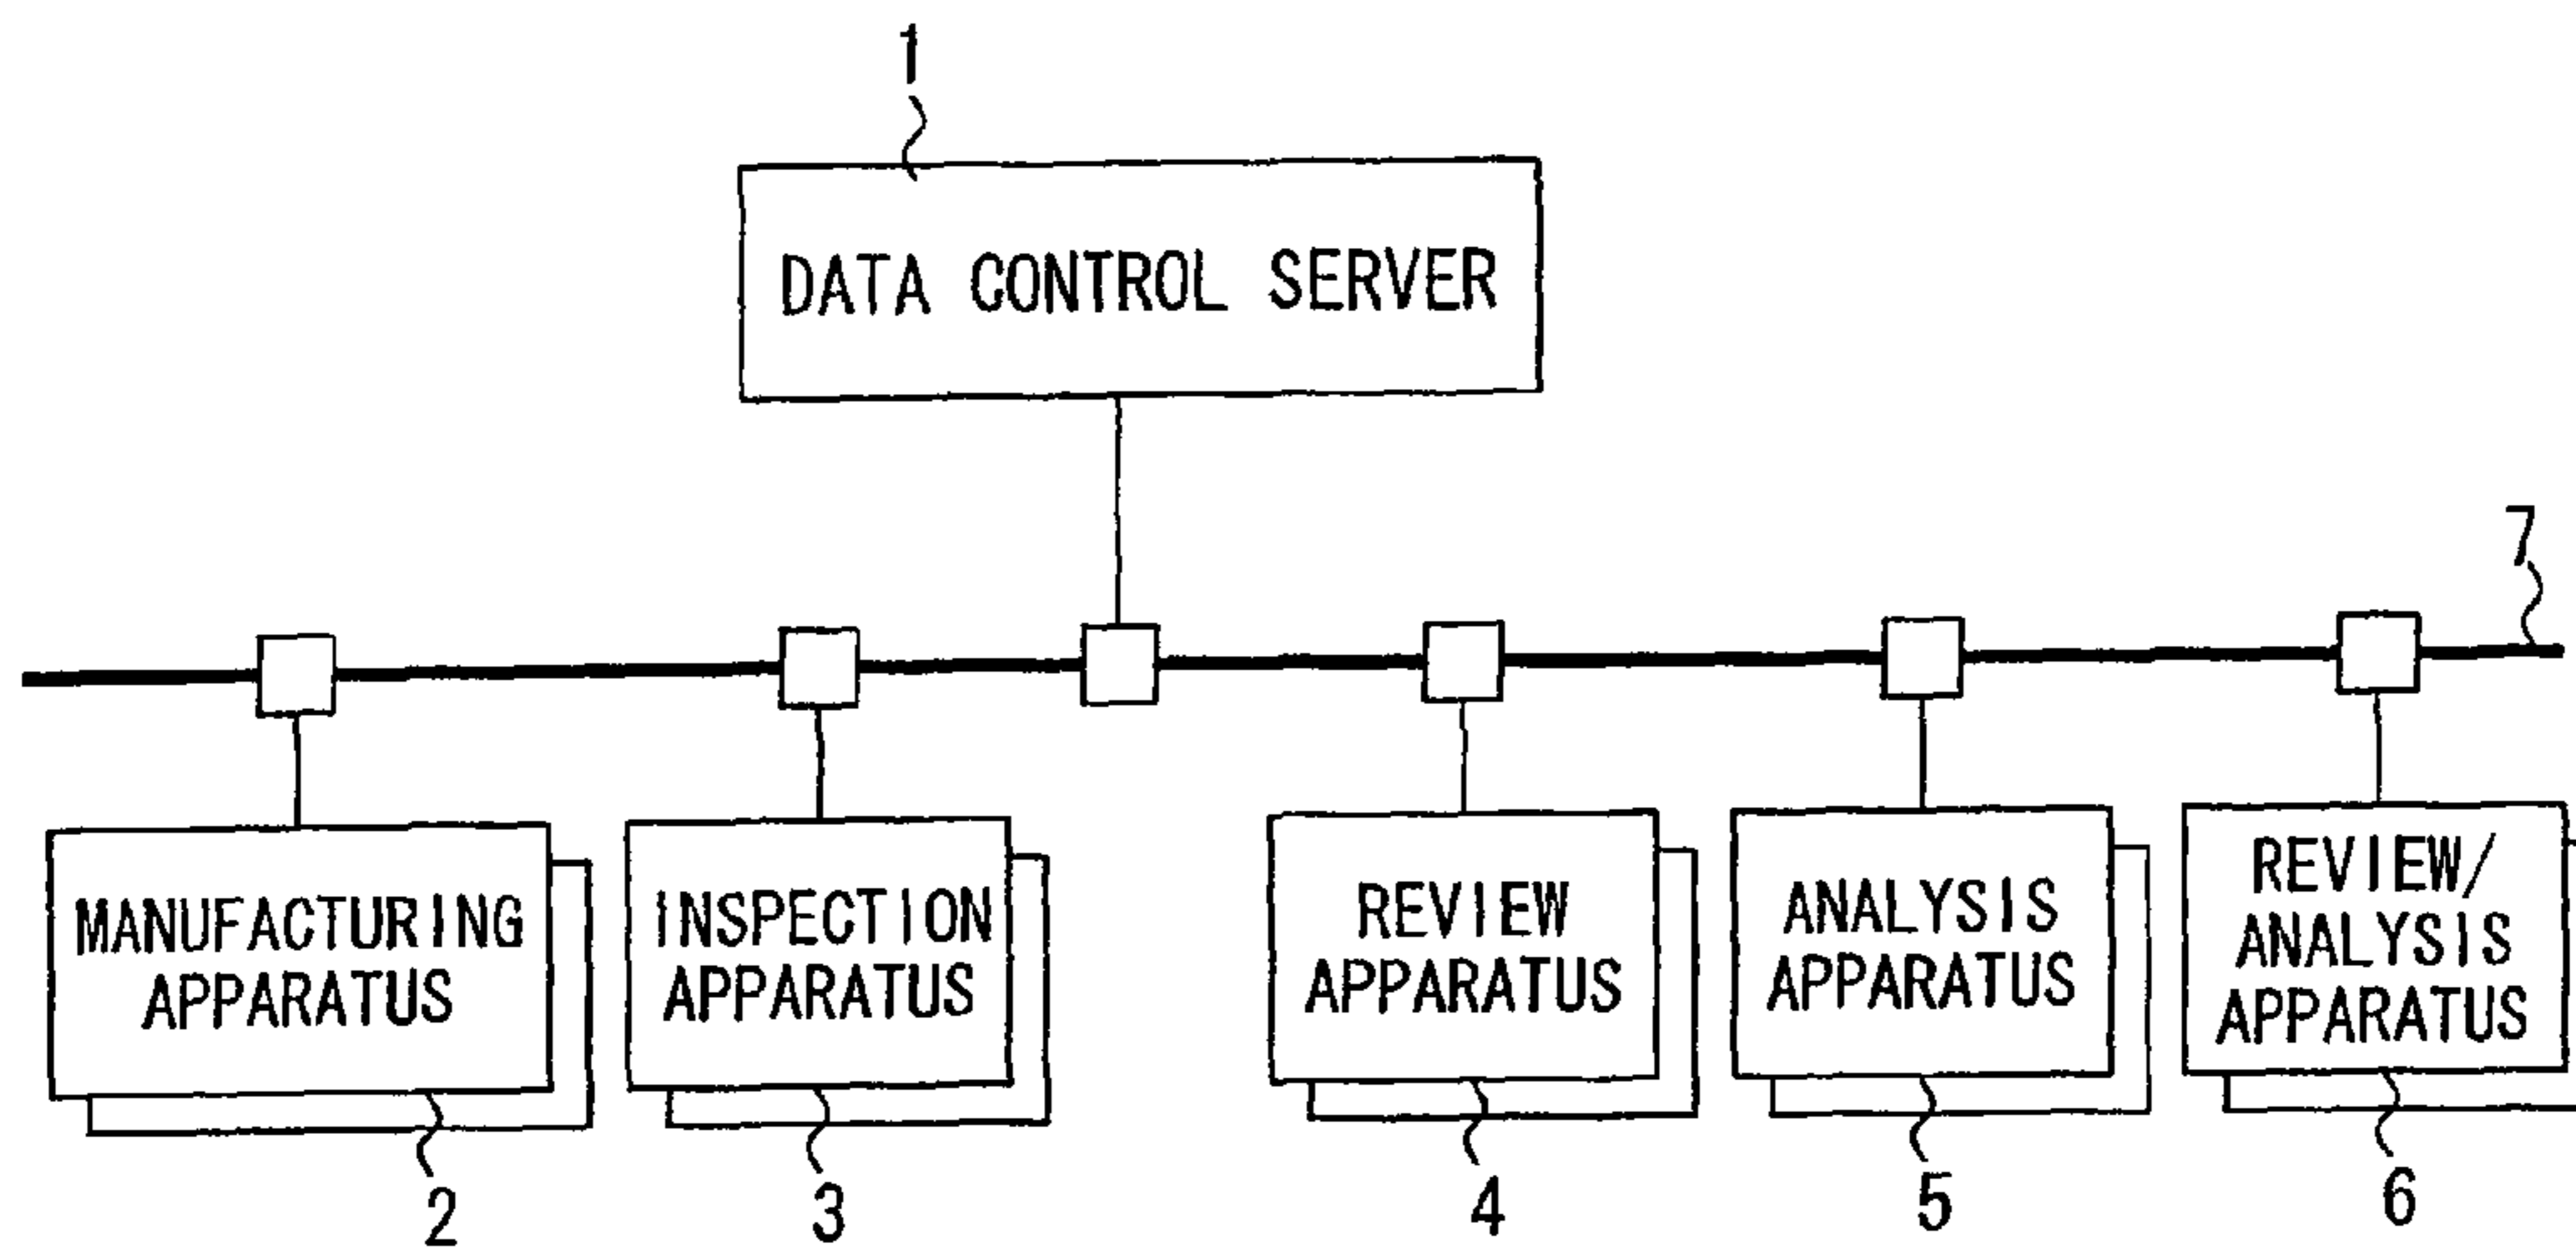 1
DATA CONTROL SERVER
7
MANUFACTURING
APPARATUS
INSPECTION
APPARATUS
REVIEW
APPARATUS
ANALYSIS
APPARATUS
REVIEW/
ANALYSIS
APPARATUS
2
3
4
5
6